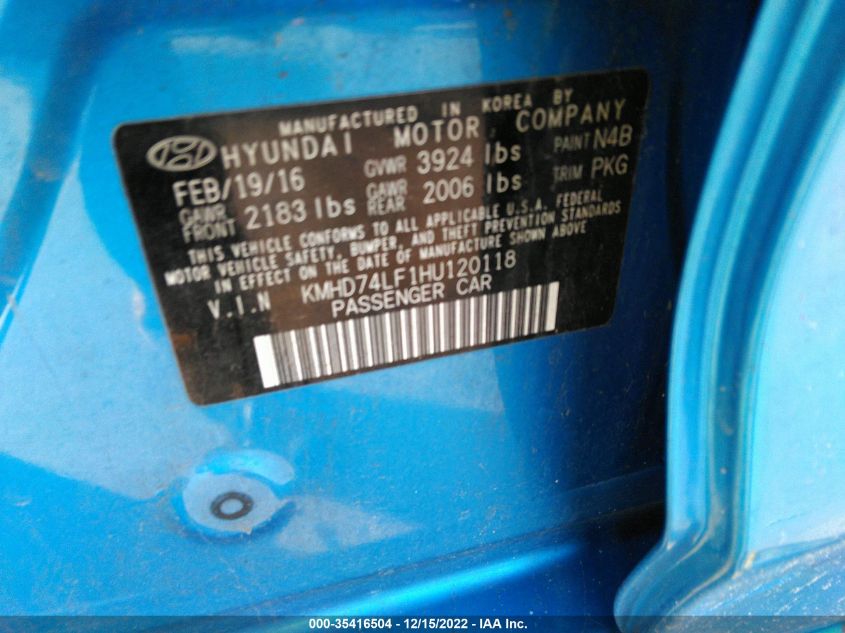 MANUFACTURED IN KOREA BY
HYUNDAI MOTOR COMPANY
FEB/19/16 GVWR 3924 lbs PAINT N4B
GAWR FRONT 2183 lbs GAWR REAR 2006 lbs TRIM PKG
THIS VEHICLE CONFORMS TO ALL APPLICABLE U.S.A. FEDERAL
MOTOR VEHICLE SAFETY, BUMPER, AND THEFT PREVENTION STANDARDS
IN EFFECT ON THE DATE OF MANUFACTURE SHOWN ABOVE
V.I.N KMHD74LF1HU120118
PASSENGER CAR
000-35416504 - 12/15/2022 - IAA Inc.